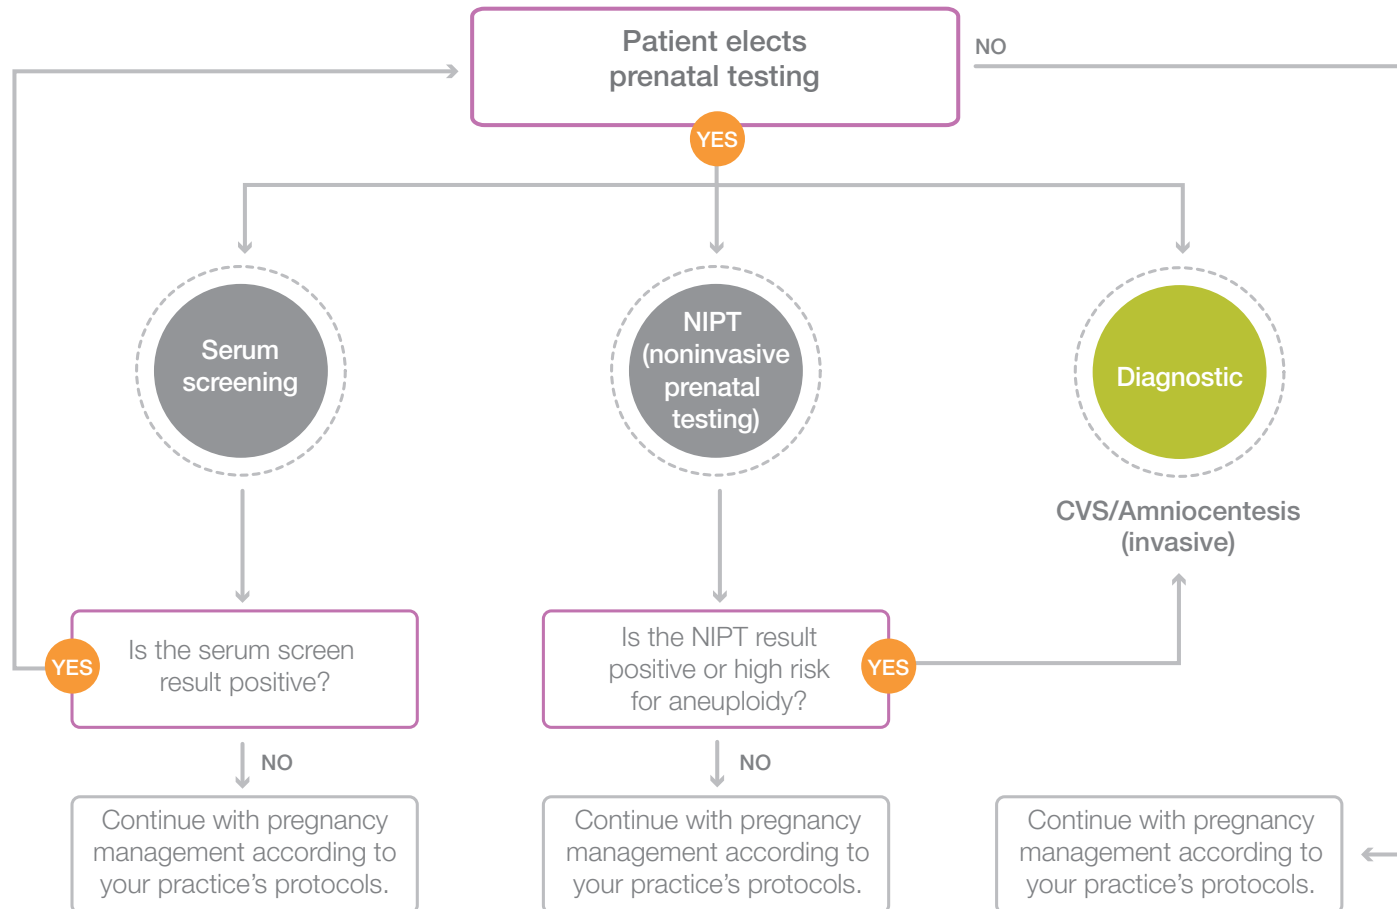 Patient elects
prenatal testing
NO
YES
Serum
screening
NIPT
(noninvasive
prenatal
testing)
Diagnostic
CVS/Amniocentesis
(invasive)
YES
Is the serum screen
result positive?
Is the NIPT result
positive or high risk
for aneuploidy?
YES
NO
NO
Continue with pregnancy
management according to
your practice’s protocols.
Continue with pregnancy
management according to
your practice’s protocols.
Continue with pregnancy
management according to
your practice’s protocols.